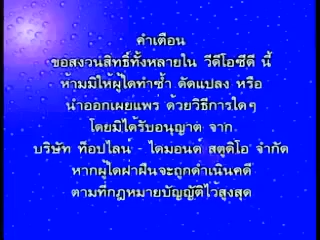 คำเตือน
ขอสงวนสิทธิ์ทั้งหลายใน วีดีโอซีดี นี้
ห้ามมิให้ผู้ใดทำซ้ำ ดัดแปลง หรือ
นำออกเผยแพร่ ด้วยวิธีการใดๆ
โดยมิได้รับอนุญาต จาก
บริษัท ท็อปไลน์ - ไดมอนด์ สตูดิโอ จำกัด
หากผู้ใดฝ่าฝืนจะถูกดำเนินคดี
ตามที่กฎหมายบัญญัติไว้สูงสุด